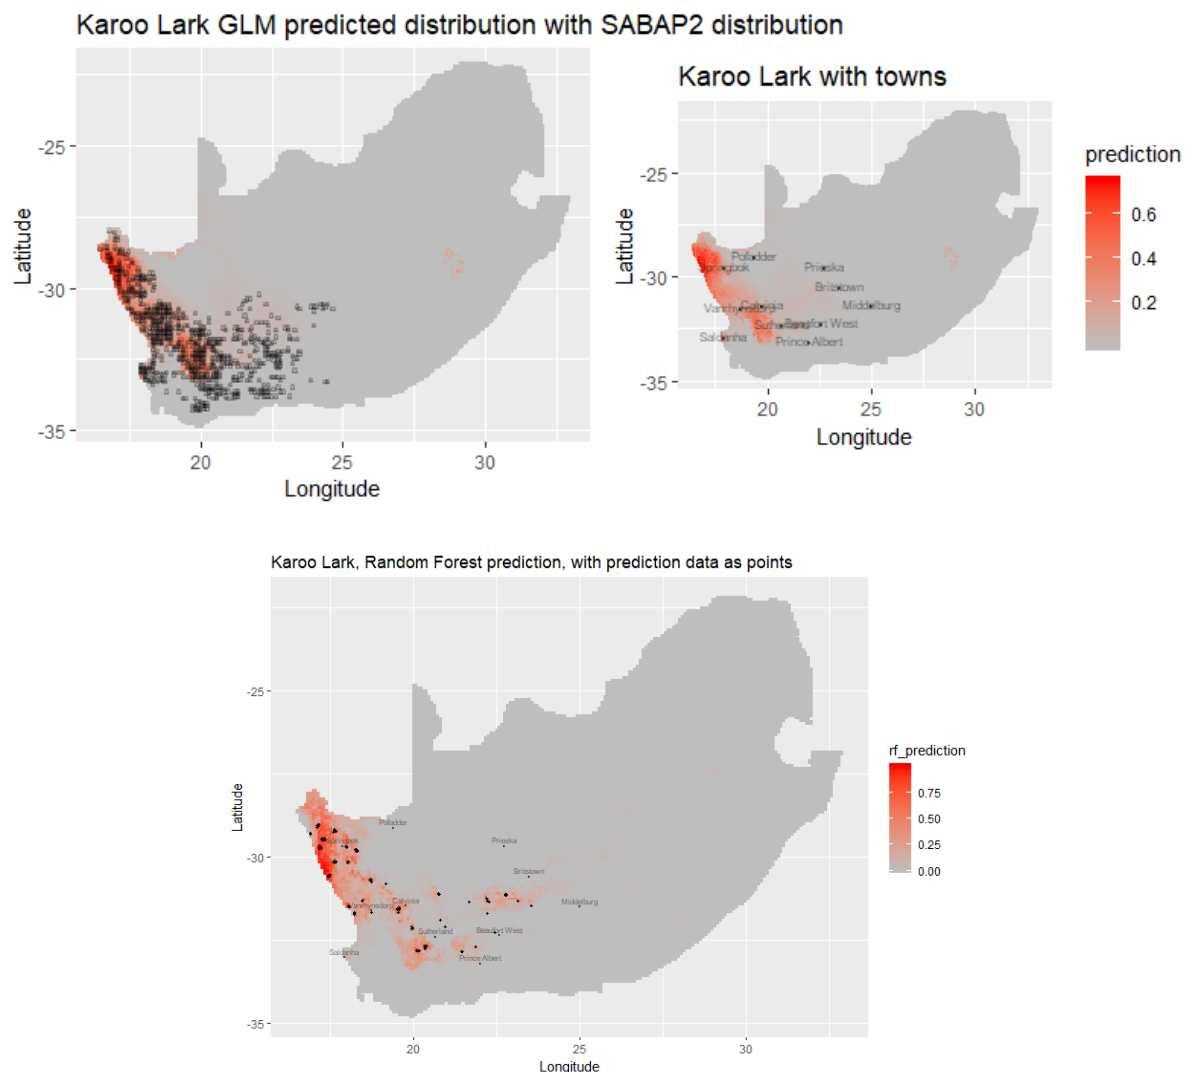 Karoo Lark GLM predicted distribution with SABAP2 distribution
-25
-30
-35
Latitude
20
25
30
Longitude
Karoo Lark with towns
-25
-30
-35
Latitude
Pofadder
Springbok
Prieska
Britstown
Vanrhynsdorp
Calvinia
Middelburg
Sutherland
Beaufort West
Saldanha
Prince Albert
20
25
30
Longitude
prediction
0.6
0.4
0.2
Karoo Lark, Random Forest prediction, with prediction data as points
-25
-30
-35
Latitude
Pofadder
Springbok
Prieska
Britstown
Calvinia
Vanrhynsdorp
Middelburg
Sutherland
Beaufort West
Saldanha
Prince Albert
20
25
30
Longitude
rf_prediction
0.75
0.50
0.25
0.00